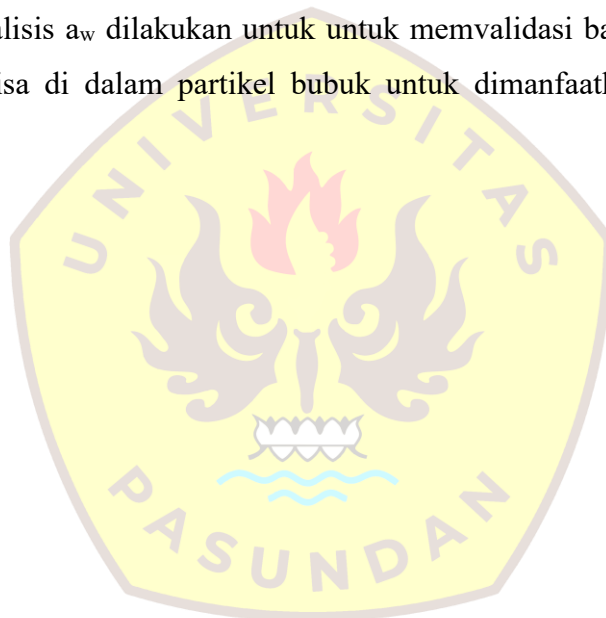 alisis aw dilakukan untuk untuk memvalidasi ba
isa di dalam partikel bubuk untuk dimanfaatk
UNIVERSITAS
PASUNDAN